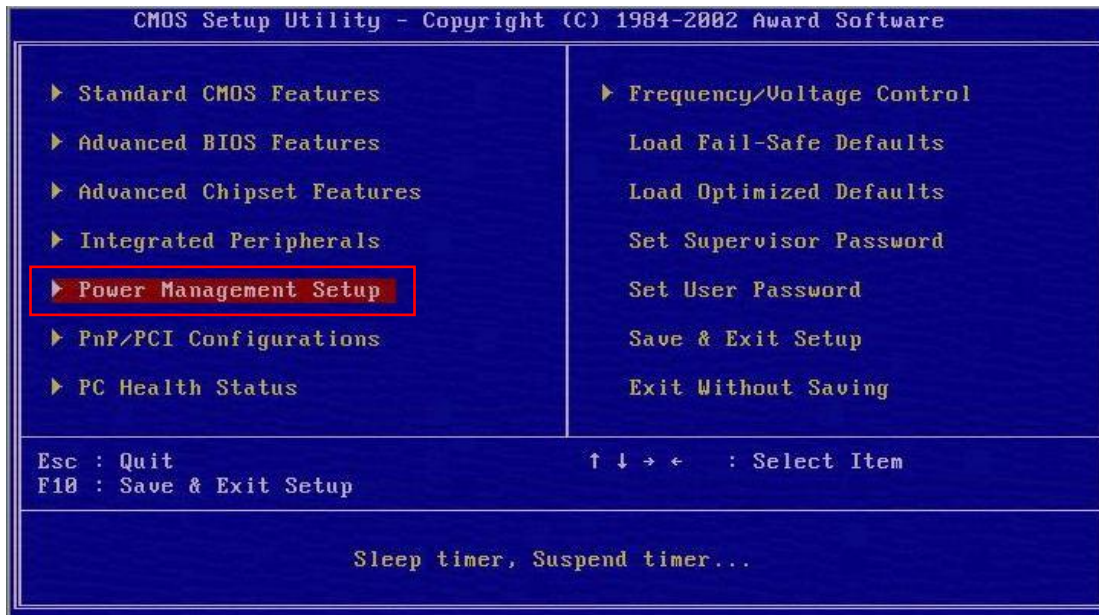 CMOS Setup Utility - Copyright (C) 1984-2002 Award Software
▶ Standard CMOS Features
▶ Advanced BIOS Features
▶ Advanced Chipset Features
▶ Integrated Peripherals
▶ Power Management Setup
▶ PnP/PCI Configurations
▶ PC Health Status
▶ Frequency/Voltage Control
Load Fail-Safe Defaults
Load Optimized Defaults
Set Supervisor Password
Set User Password
Save & Exit Setup
Exit Without Saving
Esc : Quit
F10 : Save & Exit Setup
↑ ↓ → ← : Select Item
Sleep timer, Suspend timer...